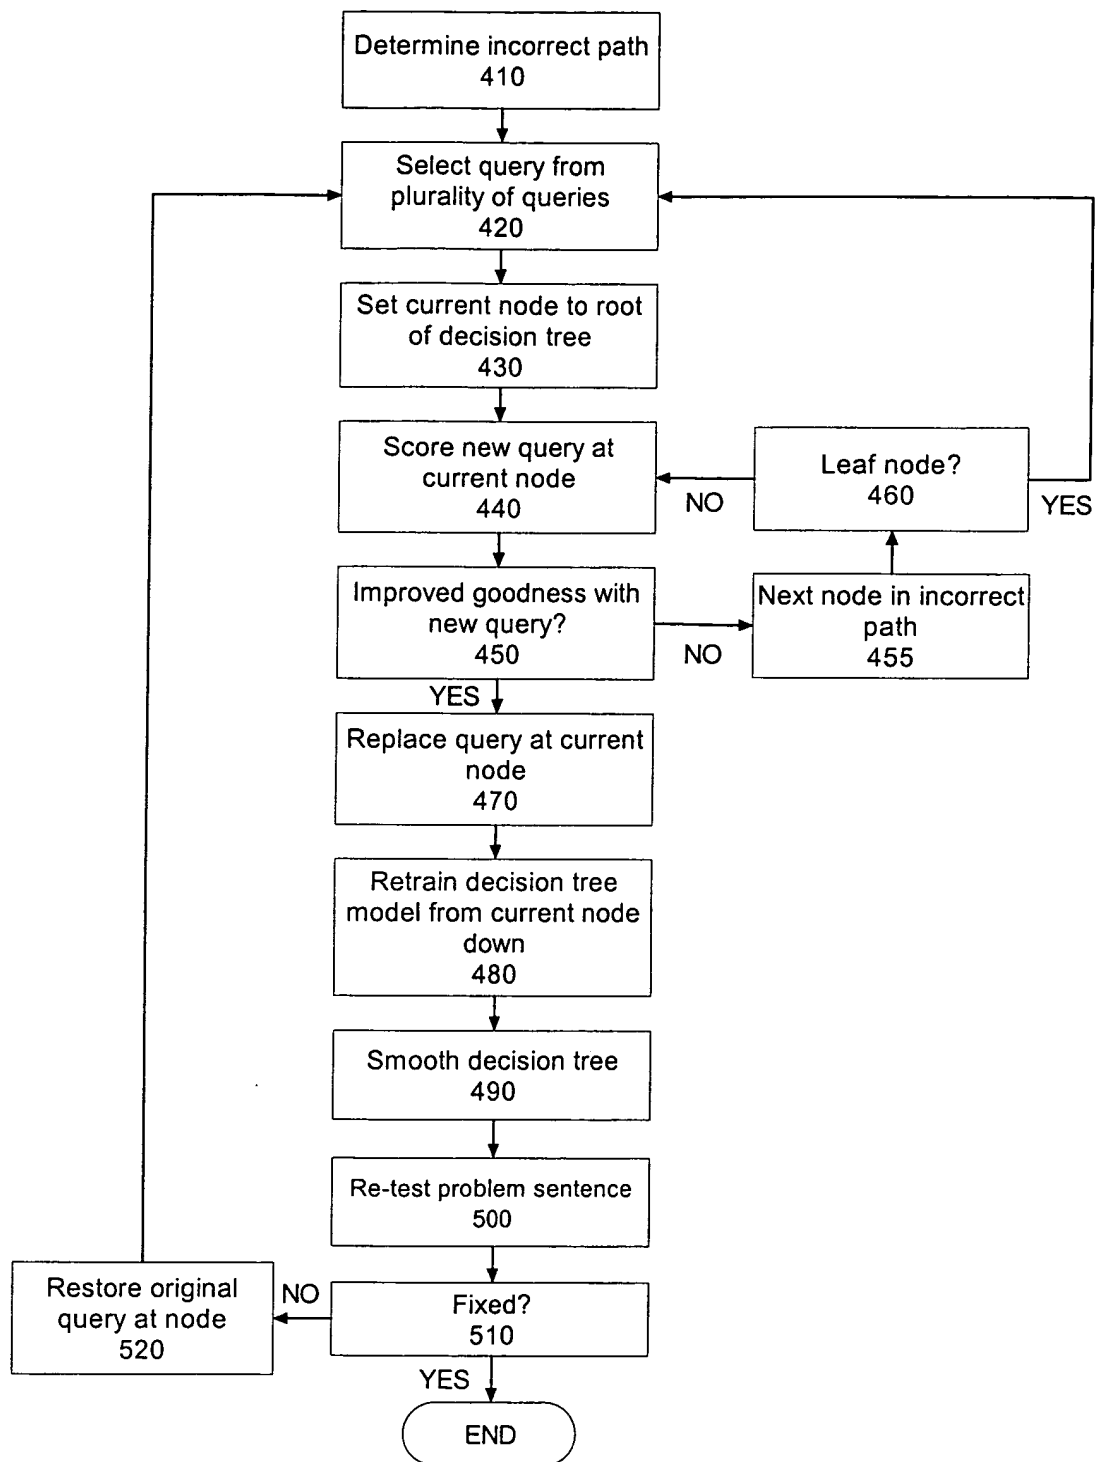 Determine incorrect path
410
Select query from
plurality of queries
420
Set current node to root
of decision tree
430
Score new query at
current node
440
NO
Leaf node?
460
YES
Improved goodness with
new query?
450
NO
Next node in incorrect
path
455
YES
Replace query at current
node
470
Retrain decision tree
model from current node
down
480
Smooth decision tree
490
Re-test problem sentence
500
Restore original
query at node
520
NO
Fixed?
510
YES
END